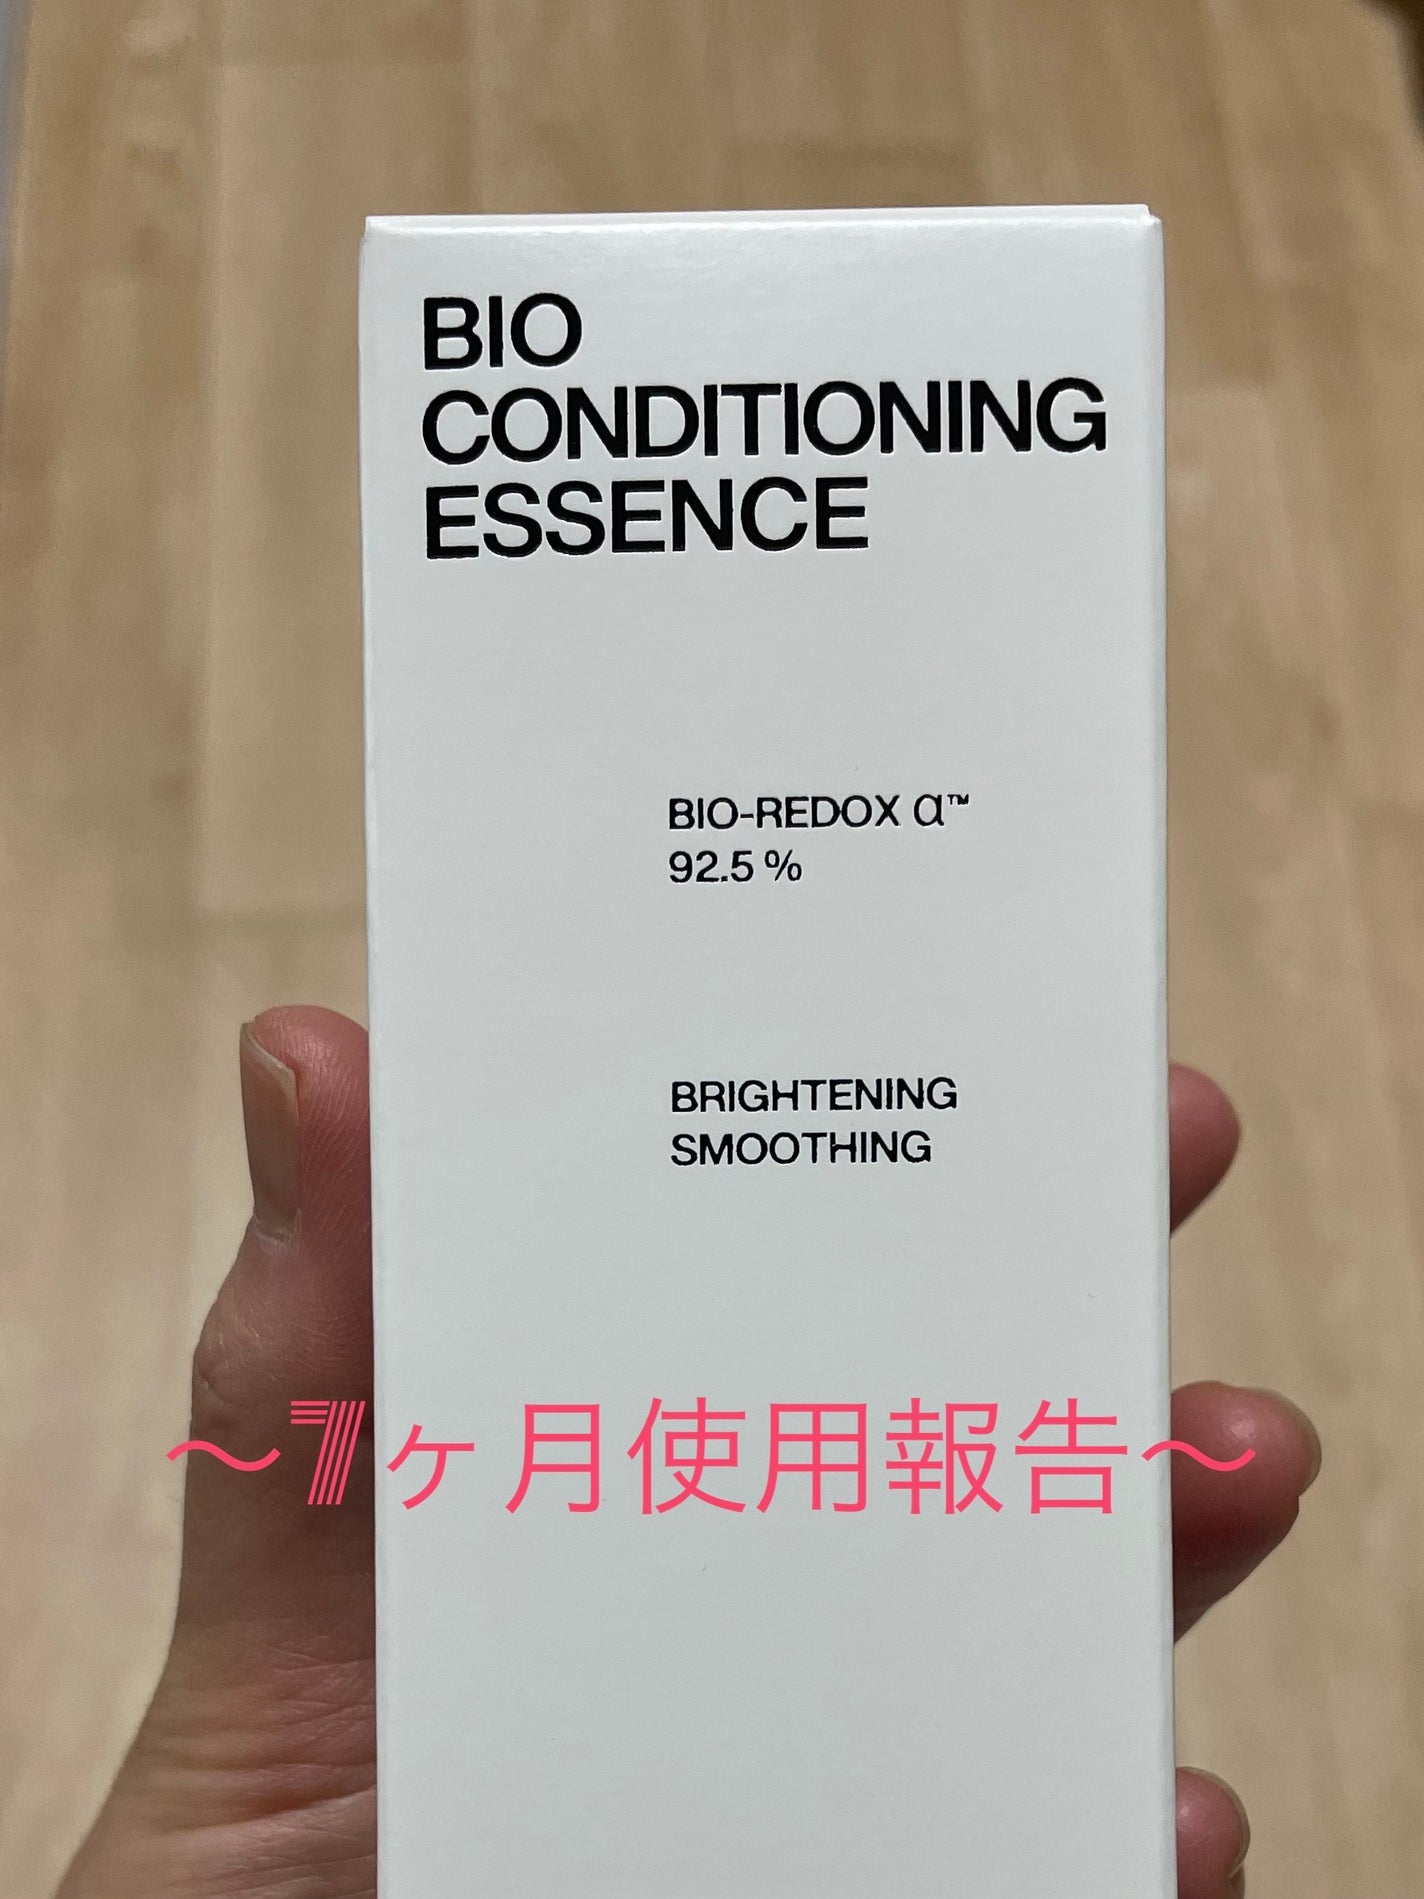 BIO
CONDITIONING
ESSENCE
BIO-REDOX α™
92.5 %
BRIGHTENING
SMOOTHING
〜7ヶ月使用報告〜